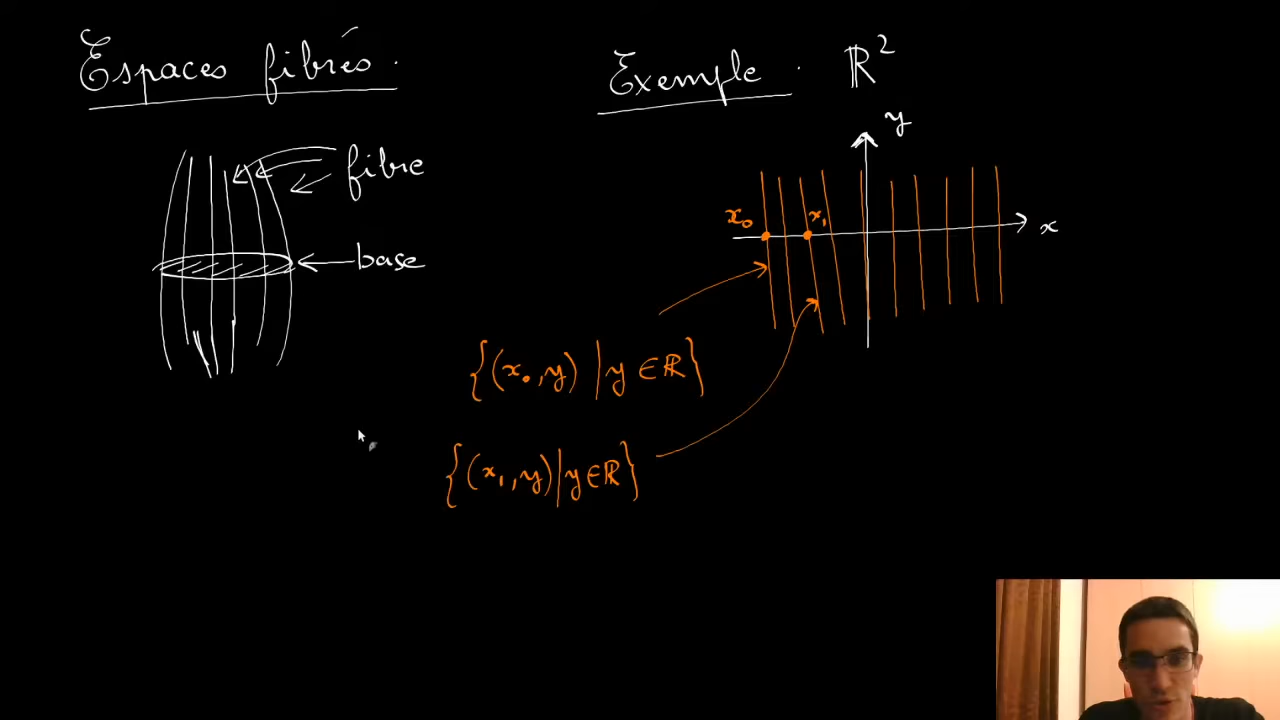 Espaces fibrés.
fibre
base
Exemple. ℝ²
y
x₀ x₁
x
{(x₀,y) | y ∈ ℝ}
{(x₁,y) | y ∈ ℝ}